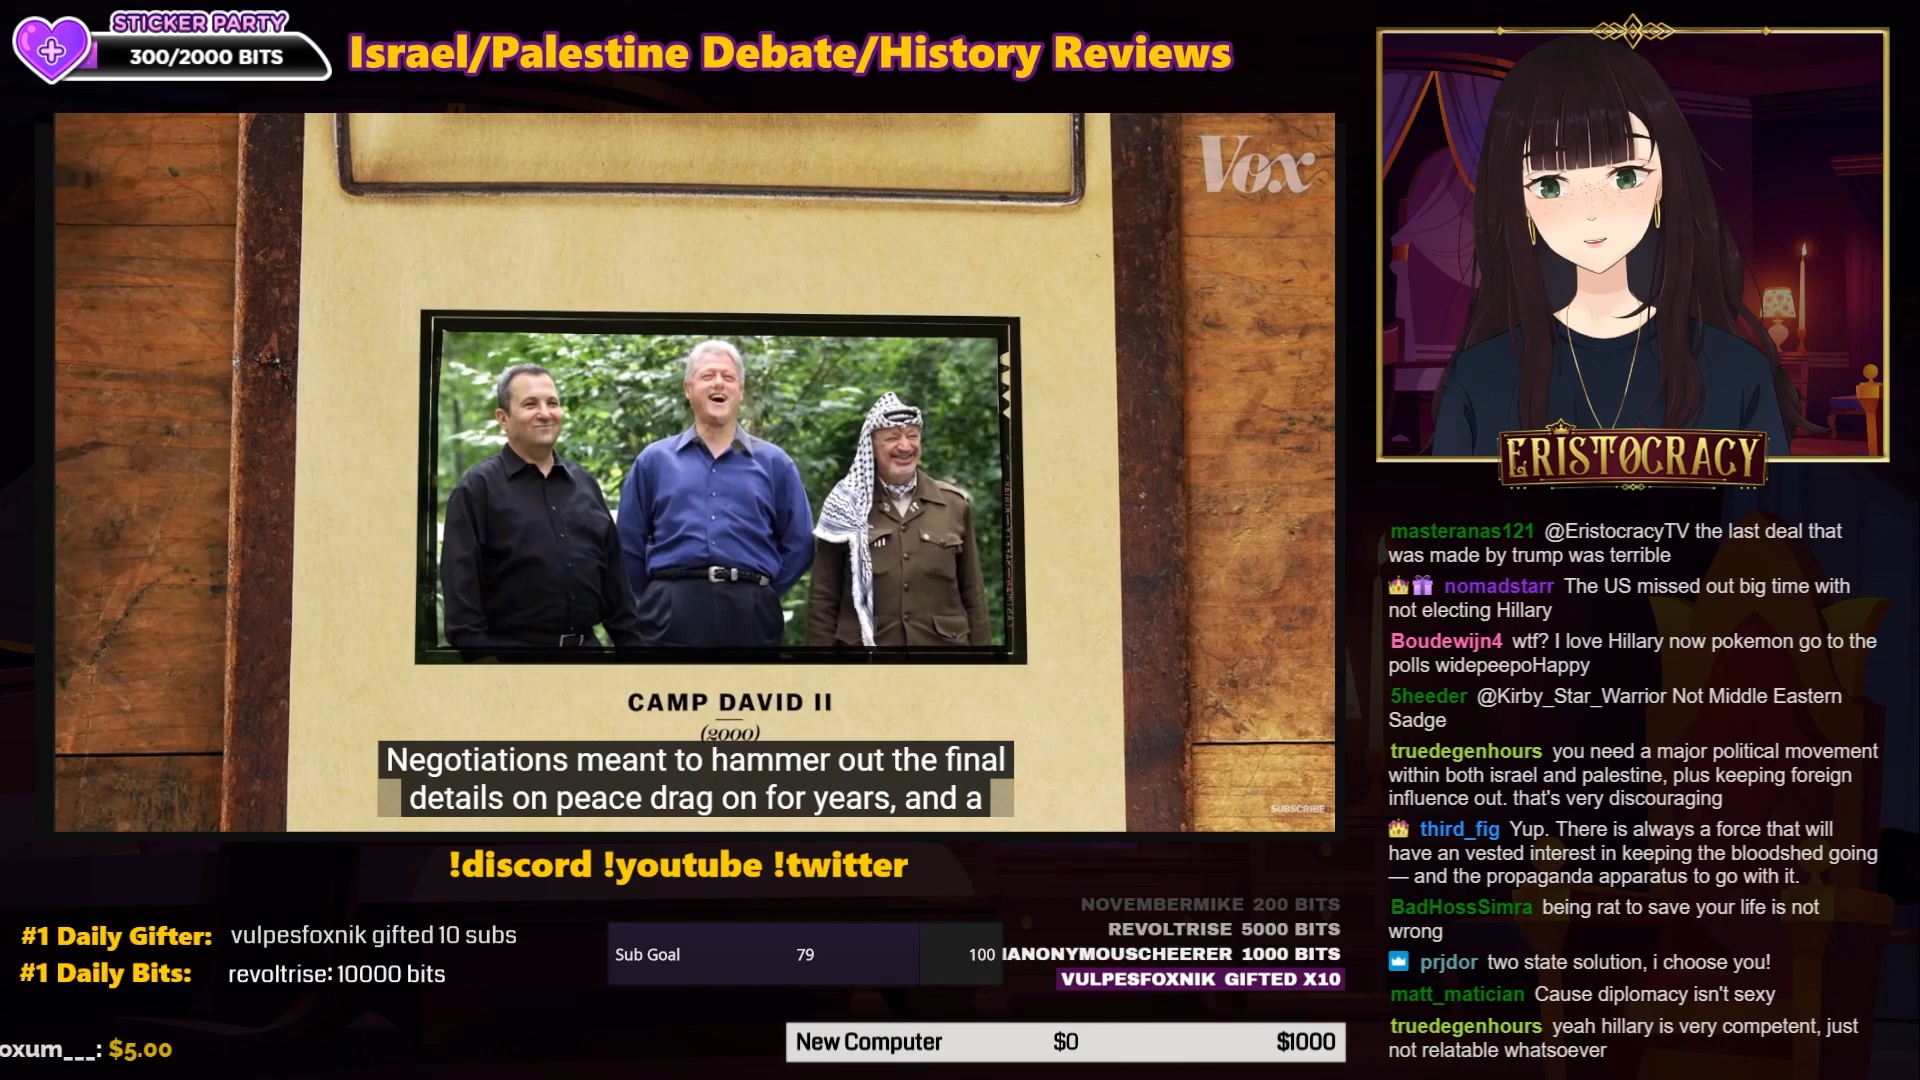 STICKER PARTY
300/2000 BITS
Israel/Palestine Debate/History Reviews
Vox
CAMP DAVID II
(2000)
Negotiations meant to hammer out the final
details on peace drag on for years, and a
SUBSCRIBE
!discord !youtube !twitter
#1 Daily Gifter: vulpesfoxnik gifted 10 subs
#1 Daily Bits: revoltrise: 10000 bits
oxum___: $5.00
Sub Goal 79 100
NOVEMBERMIKE 200 BITS
REVOLTRISE 5000 BITS
IANONYMOUSCHEERER 1000 BITS
VULPESFOXNIK GIFTED X10
New Computer $0 $1000
ERISTOCRACY
masteranas121 @EristocracyTV the last deal that
was made by trump was terrible
nomadstarr The US missed out big time with
not electing Hillary
Boudewijn4 wtf? I love Hillary now pokemon go to the
polls widepeepoHappy
5heeder @Kirby_Star_Warrior Not Middle Eastern
Sadge
truedegenhours you need a major political movement
within both israel and palestine, plus keeping foreign
influence out. that's very discouraging
third_fig Yup. There is always a force that will
have an vested interest in keeping the bloodshed going
— and the propaganda apparatus to go with it.
BadHossSimra being rat to save your life is not
wrong
prjdor two state solution, i choose you!
matt_matician Cause diplomacy isn't sexy
truedegenhours yeah hillary is very competent, just
not relatable whatsoever